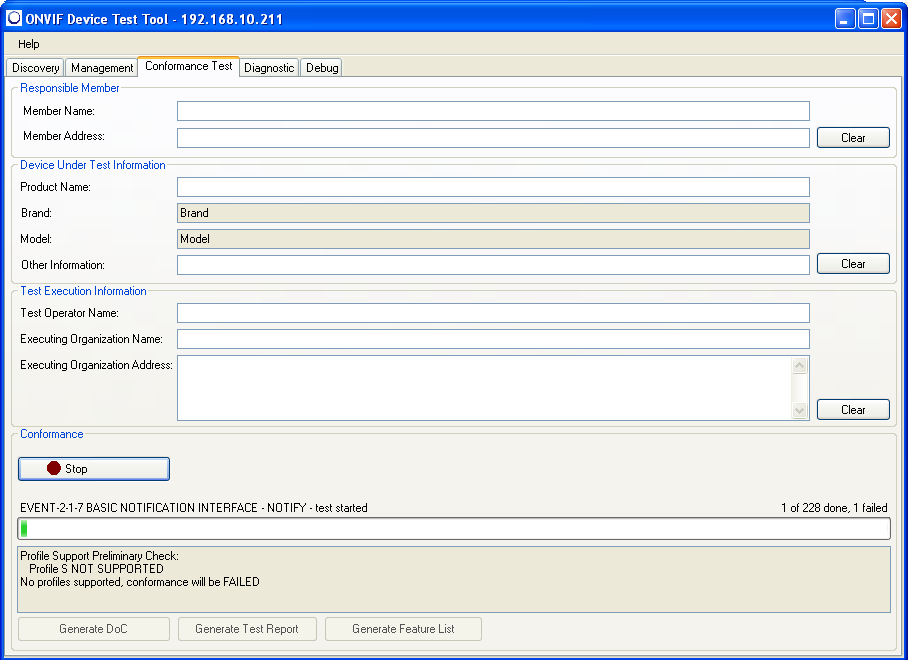 ONVIF Device Test Tool - 192.168.10.211
Help
Discovery Management Conformance Test Diagnostic Debug
Responsible Member
Member Name:
Member Address: Clear
Device Under Test Information
Product Name:
Brand: Brand
Model: Model
Other Information: Clear
Test Execution Information
Test Operator Name:
Executing Organization Name:
Executing Organization Address:
Clear
Conformance
Stop
EVENT-2-1-7 BASIC NOTIFICATION INTERFACE - NOTIFY - test started 1 of 228 done, 1 failed
Profile Support Preliminary Check:
Profile S NOT SUPPORTED
No profiles supported, conformance will be FAILED
Generate DoC Generate Test Report Generate Feature List